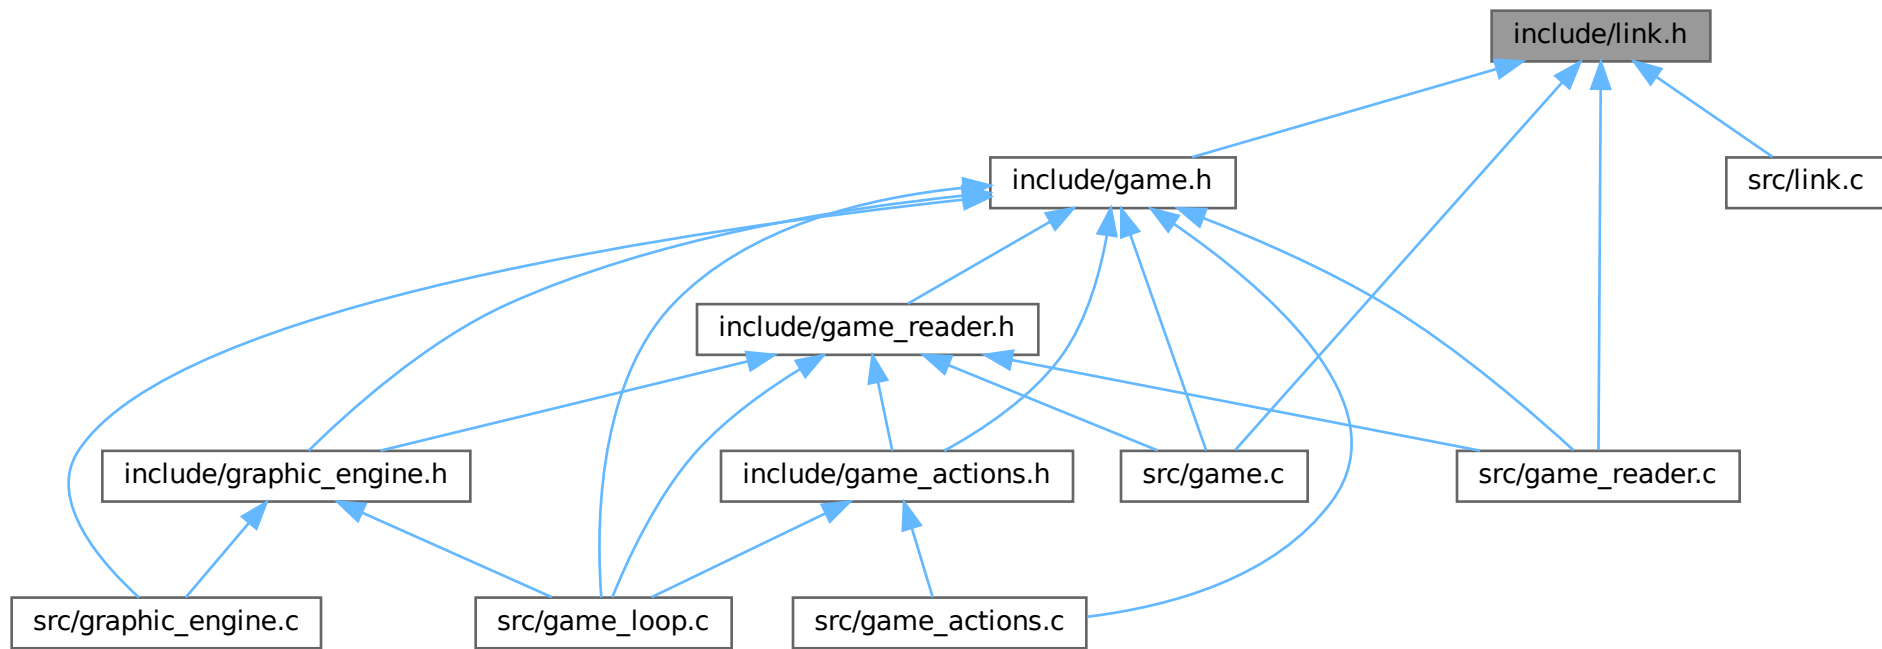 include/link.h
include/game.h
src/link.c
include/game_reader.h
include/graphic_engine.h
include/game_actions.h
src/game.c
src/game_reader.c
src/graphic_engine.c
src/game_loop.c
src/game_actions.c